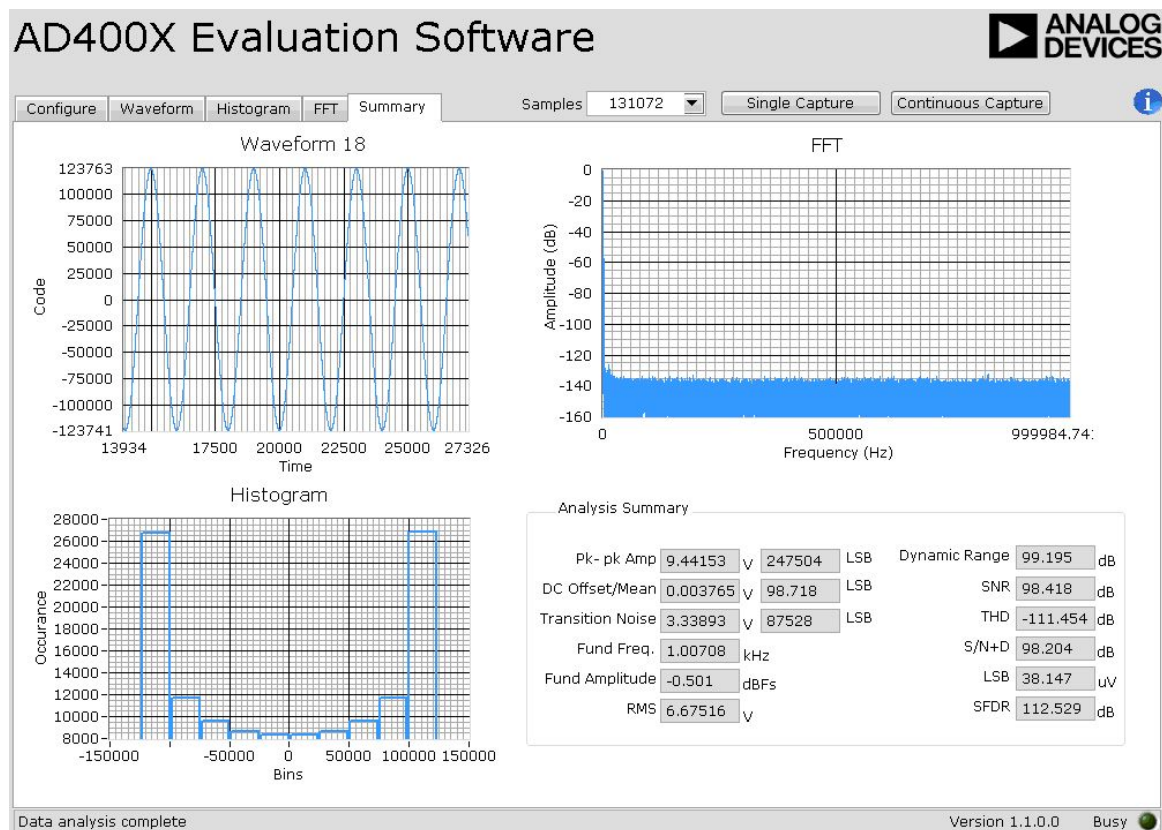 AD400X Evaluation Software
ANALOG
DEVICES
Configure Waveform Histogram FFT Summary
Samples 131072 Single Capture Continuous Capture
i
Waveform 18
123763
100000
75000
50000
25000
0
-25000
-50000
-75000
-100000
-123741
Code
13934 17500 20000 22500 25000 27326
Time
FFT
0
-20
-40
-60
-80
-100
-120
-140
-160
Amplitude (dB)
0 500000 999984.74
Frequency (Hz)
Histogram
28000
26000
24000
22000
20000
18000
16000
14000
12000
10000
8000
Occurance
-150000 -50000 0 50000 100000 150000
Bins
Analysis Summary
Pk- pk Amp 9.44153 V 247504 LSB
DC Offset/Mean 0.003765 V 98.718 LSB
Transition Noise 3.33893 V 87528 LSB
Fund Freq. 1.00708 kHz
Fund Amplitude -0.501 dBFs
RMS 6.67516 V
Dynamic Range 99.195 dB
SNR 98.418 dB
THD -111.454 dB
S/N+D 98.204 dB
LSB 38.147 uV
SFDR 112.529 dB
Data analysis complete
Version 1.1.0.0 Busy